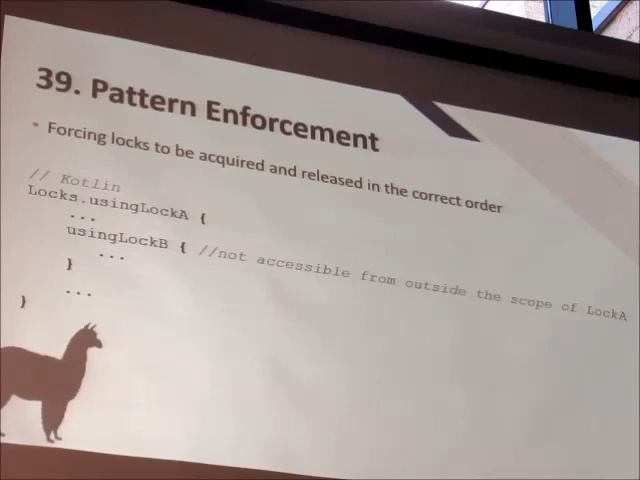 39. Pattern Enforcement
• Forcing locks to be acquired and released in the correct order
// Kotlin
Locks.usingLockA {
...
usingLockB { //not accessible from outside the scope of LockA
...
}
...
}